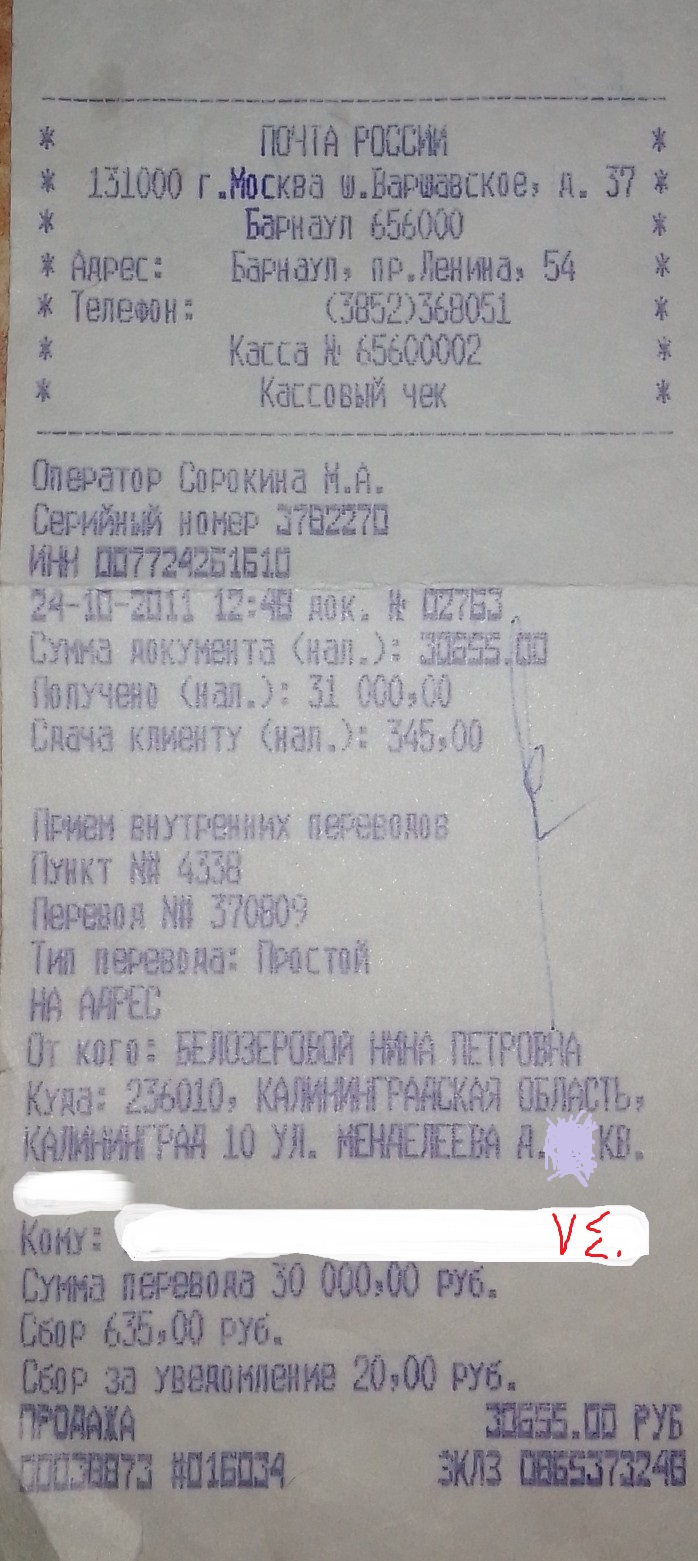 * ПОЧТА РОССИИ *
* 131000 г.Москва ш.Варшавское, д. 37 *
* Барнаул 656000 *
* Адрес: Барнаул, пр.Ленина, 54 *
* Телефон: (3852)368051 *
* Касса № 65600002 *
* Кассовый чек *
Оператор Сорокина М.А.
Серийный номер 3782270
ИНН 007724261610
24-10-2011 12:48 док. № 02763
Сумма документа (нал.): 30655.00
Получено (нал.): 31 000,00
Сдача клиенту (нал.): 345,00
Прием внутренних переводов
Пункт N# 4338
Перевод N# 370809
Тип перевода: Простой
НА АДРЕС
От кого: БЕЛОЗЕРОВОЙ НИНА ПЕТРОВНА
Куда: 236010, КАЛИНИНГРАДСКАЯ ОБЛАСТЬ,
КАЛИНИНГРАД 10 УЛ. МЕНДЕЛЕЕВА Д. КВ.
Кому: ٧٤.
Сумма перевода 30 000,00 руб.
Сбор 635,00 руб.
Сбор за уведомление 20,00 руб.
ПРОДАЖА 30655.00 РУБ
00038873 #016034 ЭКЛЗ 0865373248